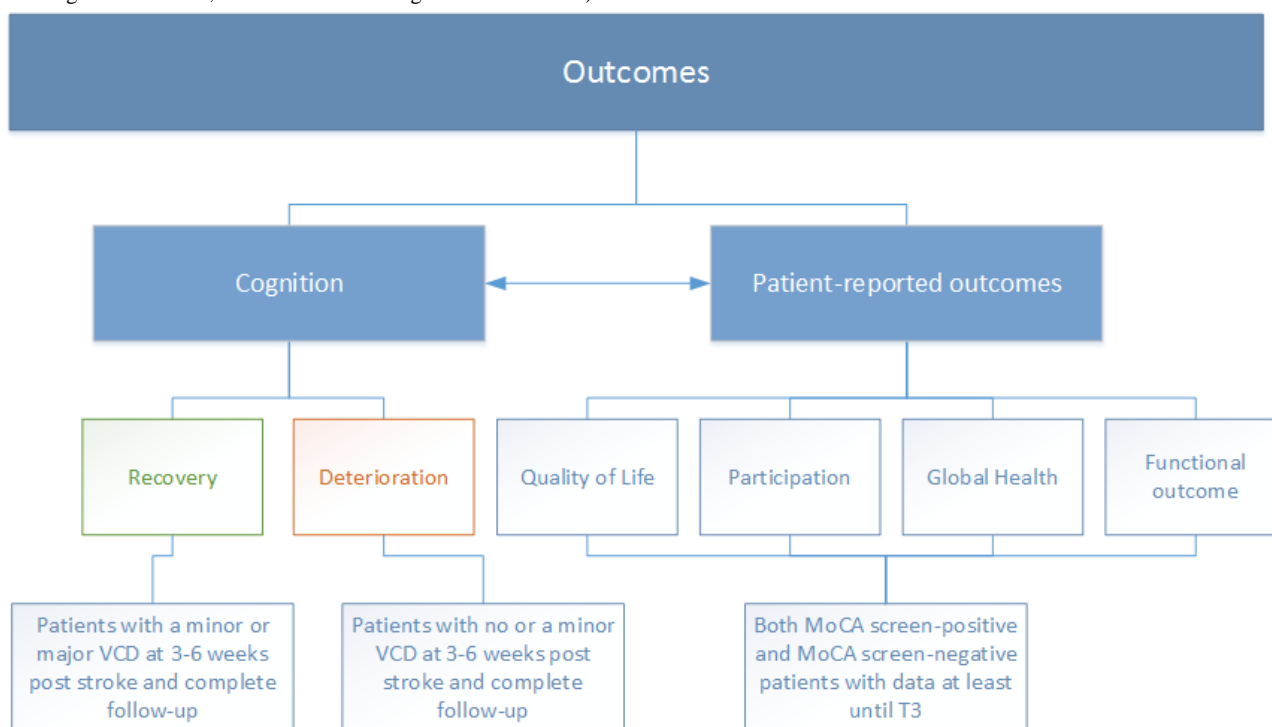 Outcomes
Cognition
Patient-reported outcomes
Recovery
Deterioration
Quality of Life
Participation
Global Health
Functional
outcome
Patients with a minor or
major VCD at 3-6 weeks
post stroke and complete
follow-up
Patients with no or a minor
VCD at 3-6 weeks post
stroke and complete
follow-up
Both MoCA screen-positive
and MoCA screen-negative
patients with data at least
until T3